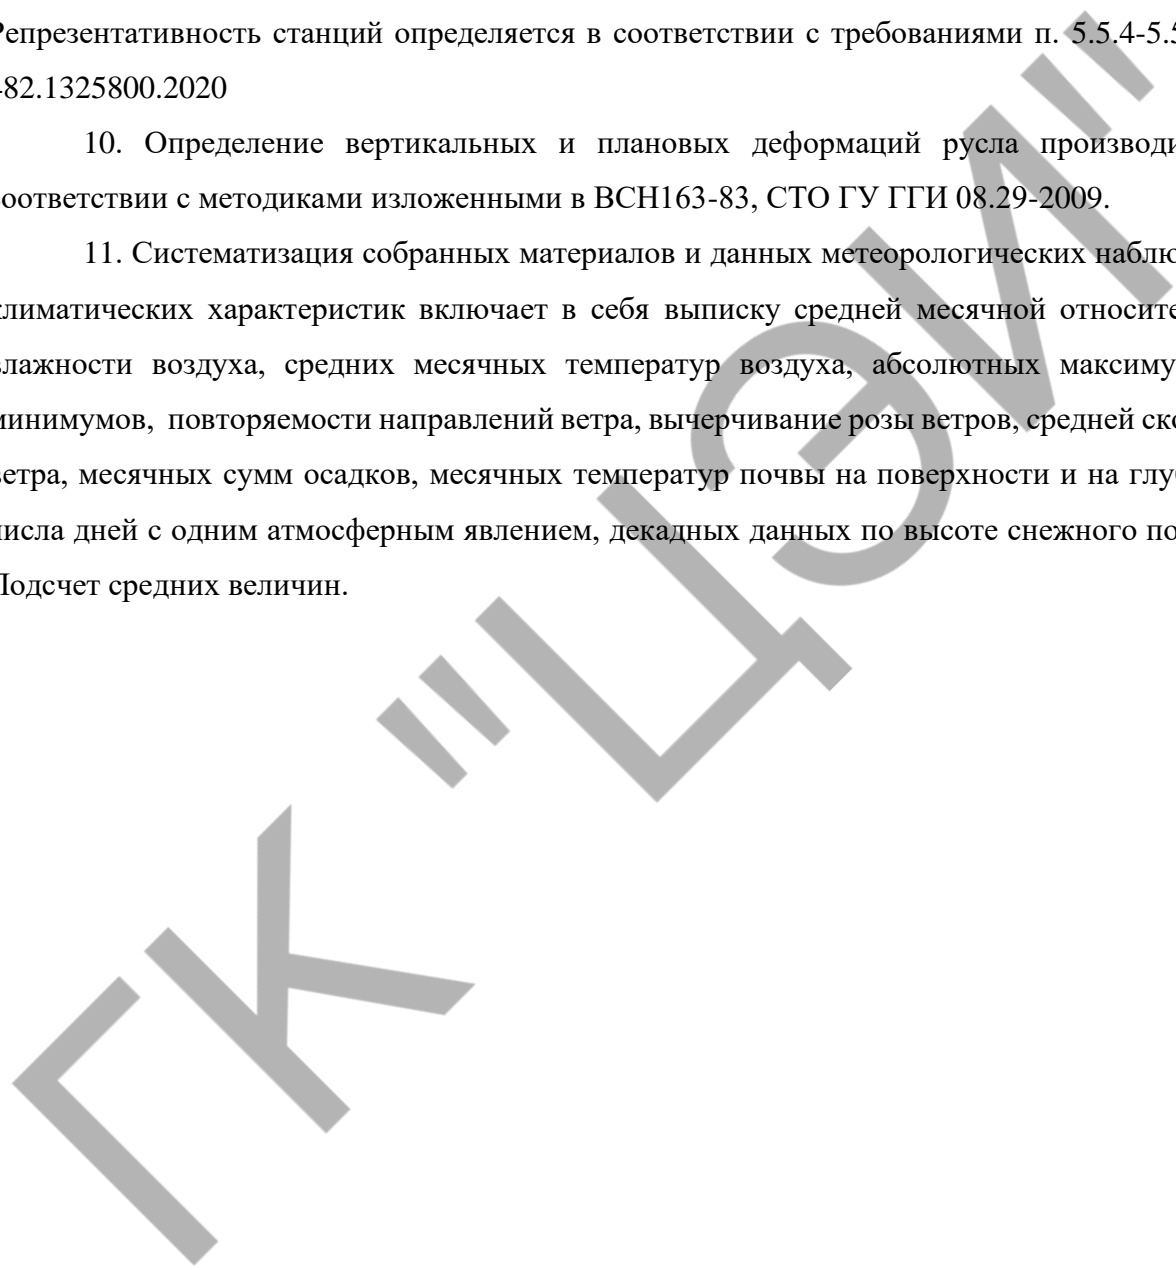 Репрезентативность станций определяется в соответствии с требованиями п. 5.5.4-5.5
-82.1325800.2020
10. Определение вертикальных и плановых деформаций русла производи
соответствии с методиками изложенными в ВСН163-83, СТО ГУ ГГИ 08.29-2009.
11. Систематизация собранных материалов и данных метеорологических наблю
климатических характеристик включает в себя выписку средней месячной относите
влажности воздуха, средних месячных температур воздуха, абсолютных максиму
минимумов, повторяемости направлений ветра, вычерчивание розы ветров, средней ско
ветра, месячных сумм осадков, месячных температур почвы на поверхности и на глу
числа дней с одним атмосферным явлением, декадных данных по высоте снежного по
Подсчет средних величин.
ГК "ЦЭИ"